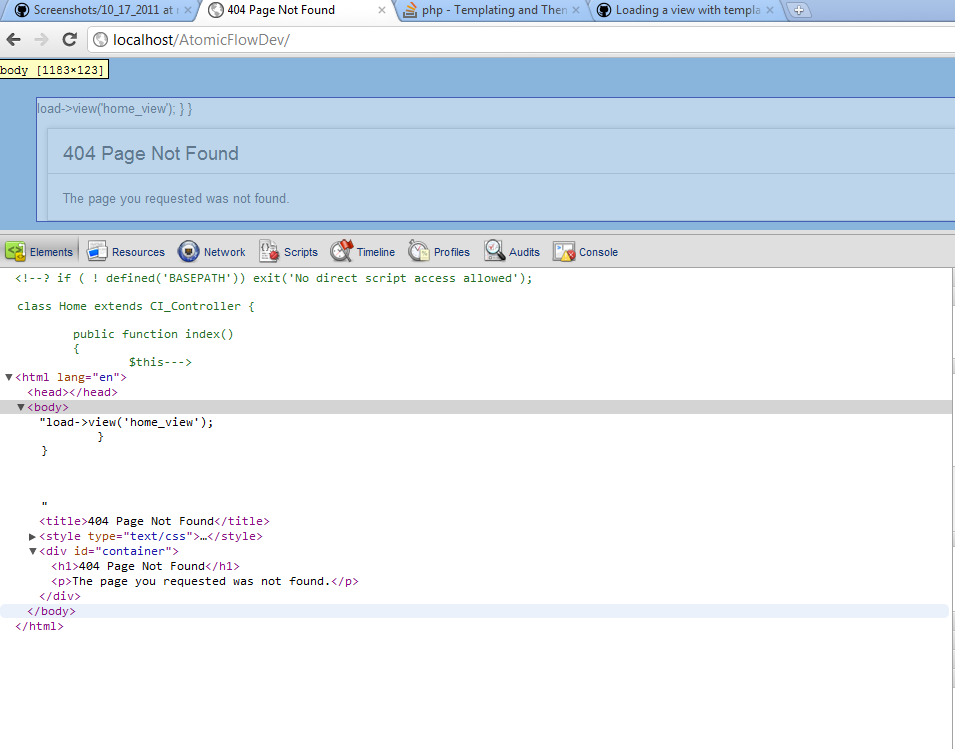 Screenshots/10_17_2011 at
404 Page Not Found
php - Templating and Then
Loading a view with templa
localhost/AtomicFlowDev/
body [1183×123]
load->view('home_view'); } }
404 Page Not Found
The page you requested was not found.
Elements Resources Network Scripts Timeline Profiles Audits Console
<!--? if ( ! defined('BASEPATH')) exit('No direct script access allowed');
class Home extends CI_Controller {
public function index()
{
$this--->
<html lang="en">
<head></head>
<body>
"load->view('home_view');
}
}
"
<title>404 Page Not Found</title>
<style type="text/css">…</style>
<div id="container">
<h1>404 Page Not Found</h1>
<p>The page you requested was not found.</p>
</div>
</body>
</html>